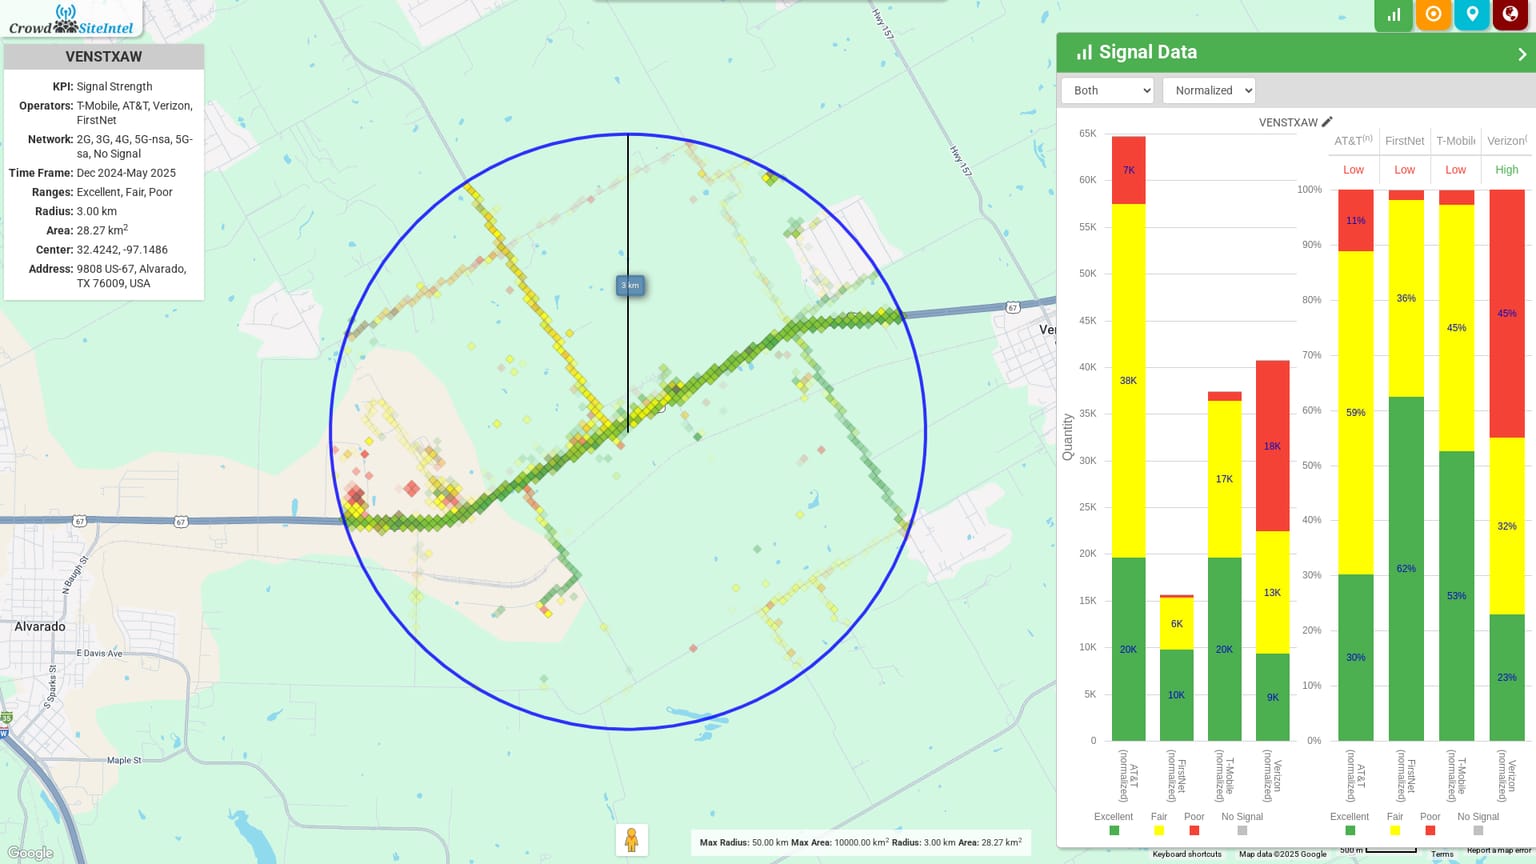 CrowdSiteIntel
VENSTXAW
KPI: Signal Strength
Operators: T-Mobile, AT&T, Verizon,
FirstNet
Network: 2G, 3G, 4G, 5G-nsa, 5G-
sa, No Signal
Time Frame: Dec 2024-May 2025
Ranges: Excellent, Fair, Poor
Radius: 3.00 km
Area: 28.27 km²
Center: 32.4242, -97.1486
Address: 9808 US-67, Alvarado,
TX 76009, USA
Hwy 157
Hwy 157
3 km
67
Ver
67
67
N Baugh St
Alvarado
E Davis Ave
S Sparks St
35
W
Maple St
Google
Max Radius: 50.00 km Max Area: 10000.00 km² Radius: 3.00 km Area: 28.27 km²
Signal Data
Both
Normalized
VENSTXAW
Quantity
65K
60K
55K
50K
45K
40K
35K
30K
25K
20K
15K
10K
5K
0
7K
38K
20K
6K
10K
17K
20K
18K
13K
9K
AT&T (normalized)
FirstNet (normalized)
T-Mobile (normalized)
Verizon (normalized)
Excellent Fair Poor No Signal
AT&T(n) FirstNet T-Mobile Verizon(
Low Low Low High
100%
90%
80%
70%
60%
50%
40%
30%
20%
10%
0%
11%
59%
30%
36%
62%
45%
53%
45%
32%
23%
AT&T (normalized)
FirstNet (normalized)
T-Mobile (normalized)
Verizon (normalized)
Excellent Fair Poor No Signal
500 m
Keyboard shortcuts Map data ©2025 Google Terms Report a map error